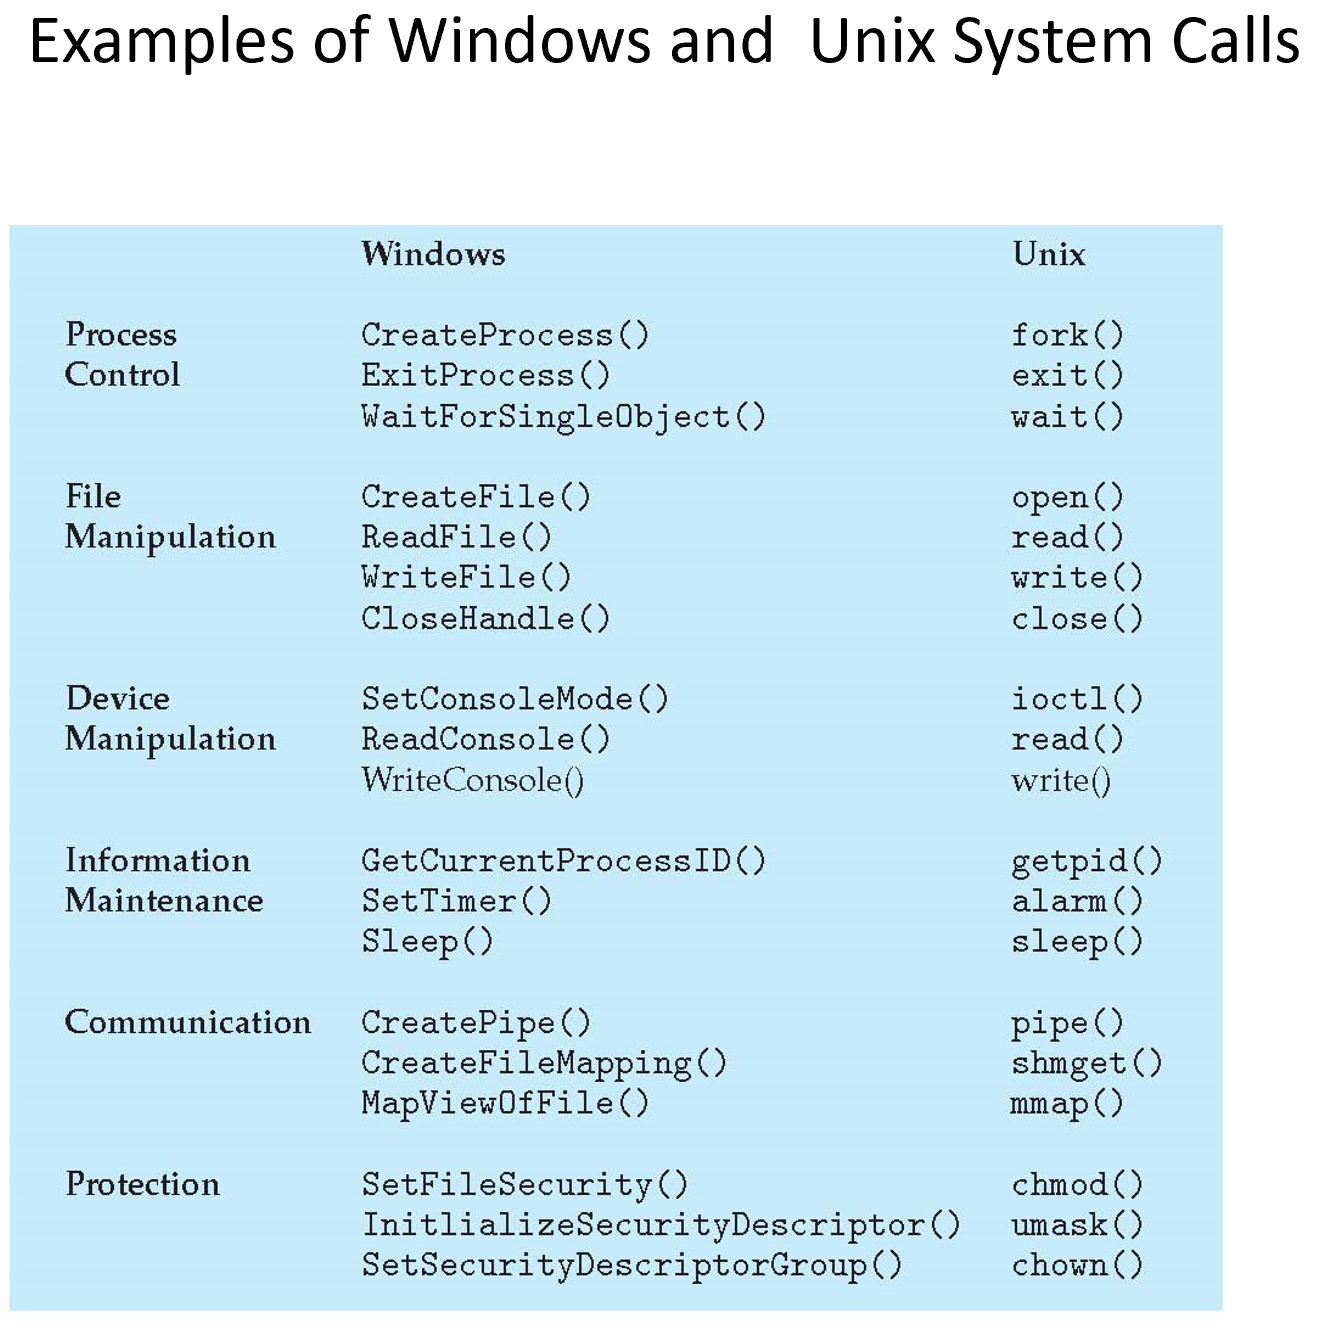 Examples of Windows and  Unix System Calls
Windows Unix
Process CreateProcess() fork()
Control ExitProcess() exit()
WaitForSingleObject() wait()
File CreateFile() open()
Manipulation ReadFile() read()
WriteFile() write()
CloseHandle() close()
Device SetConsoleMode() ioctl()
Manipulation ReadConsole() read()
WriteConsole() write()
Information GetCurrentProcessID() getpid()
Maintenance SetTimer() alarm()
Sleep() sleep()
Communication CreatePipe() pipe()
CreateFileMapping() shmget()
MapViewOfFile() mmap()
Protection SetFileSecurity() chmod()
InitlializeSecurityDescriptor() umask()
SetSecurityDescriptorGroup() chown()